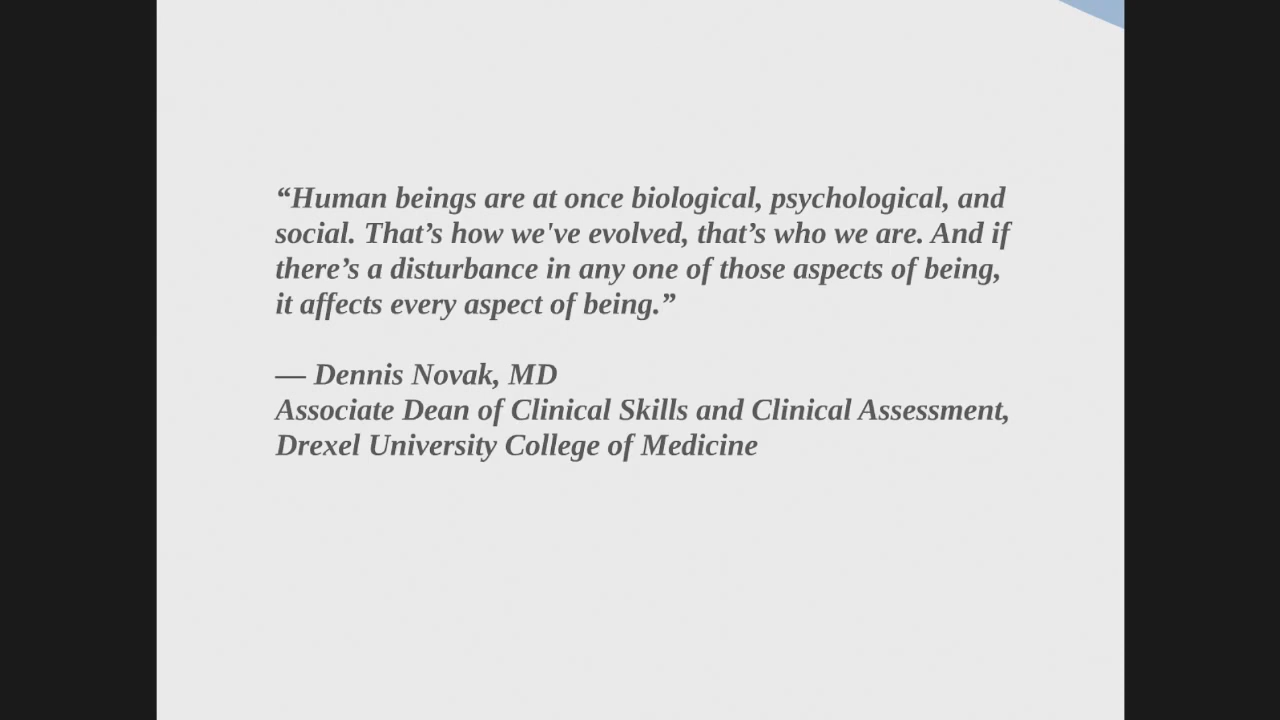 “Human beings are at once biological, psychological, and
social. That’s how we've evolved, that’s who we are. And if
there’s a disturbance in any one of those aspects of being,
it affects every aspect of being.”
— Dennis Novak, MD
Associate Dean of Clinical Skills and Clinical Assessment,
Drexel University College of Medicine